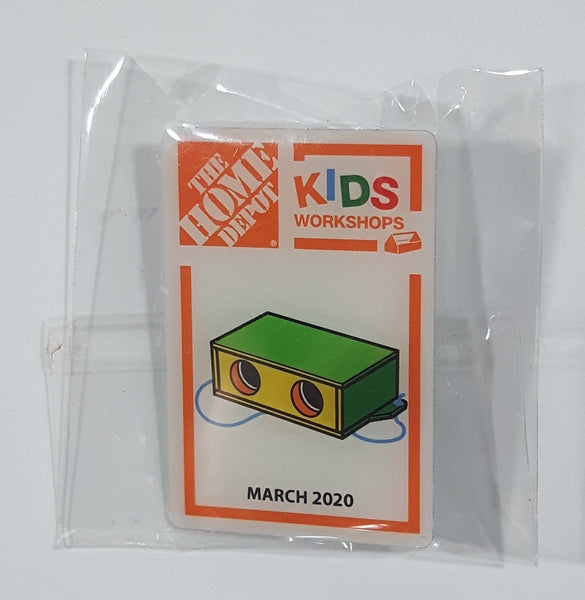 THE
HOME
DEPOT
®
KIDS
WORKSHOPS
MARCH 2020